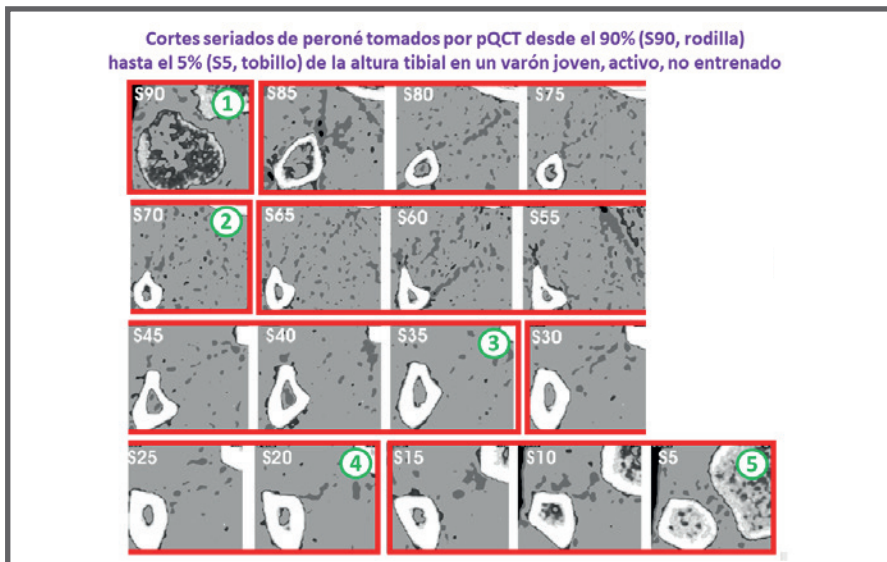 Cortes seriados de peroné tomados por pQCT desde el 90% (S90, rodilla)
hasta el 5% (S5, tobillo) de la altura tibial en un varón joven, activo, no entrenado
S90 1 S85 S80 S75
S70 2 S65 S60 S55
S45 S40 S35 3 S30
S25 S20 4 S15 S10 S5 5